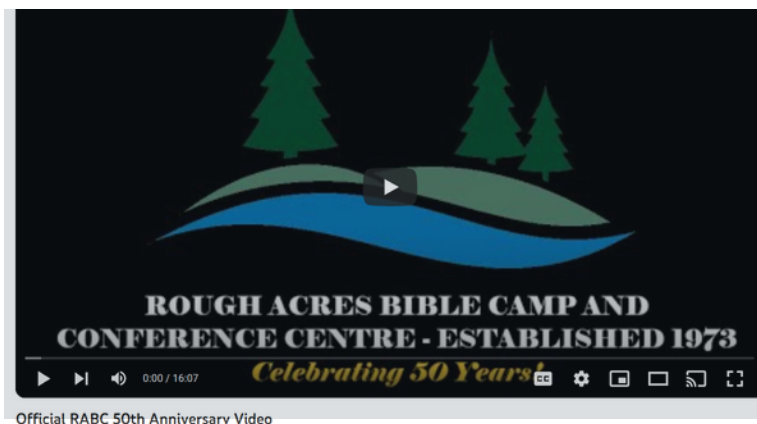 ROUGH ACRES BIBLE CAMP AND
CONFERENCE CENTRE - ESTABLISHED 1973
Celebrating 50 Years!
0:00 / 16:07
CC
Official RABC 50th Anniversary Video